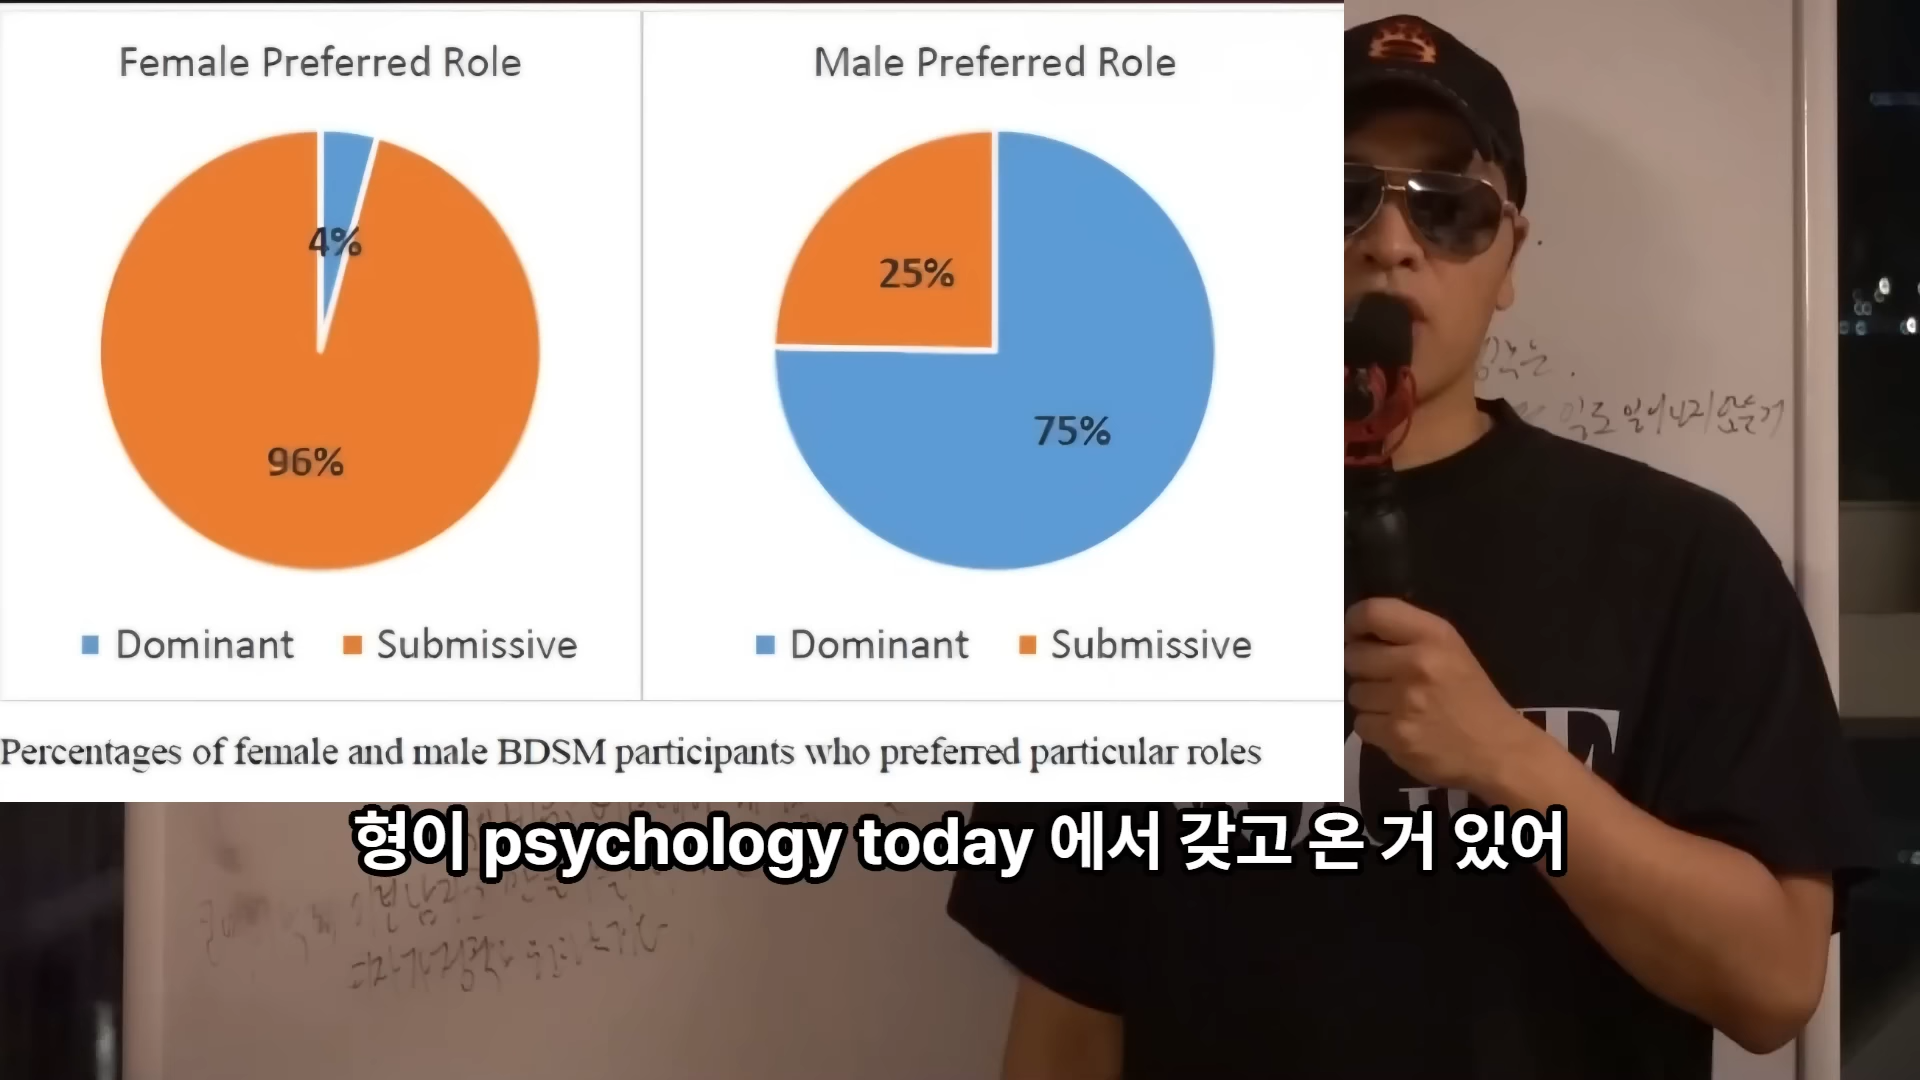 Female Preferred Role
4%
96%
Dominant Submissive
Male Preferred Role
25%
75%
Dominant Submissive
Percentages of female and male BDSM participants who preferred particular roles
형이 psychology today 에서 갖고 온 거 있어